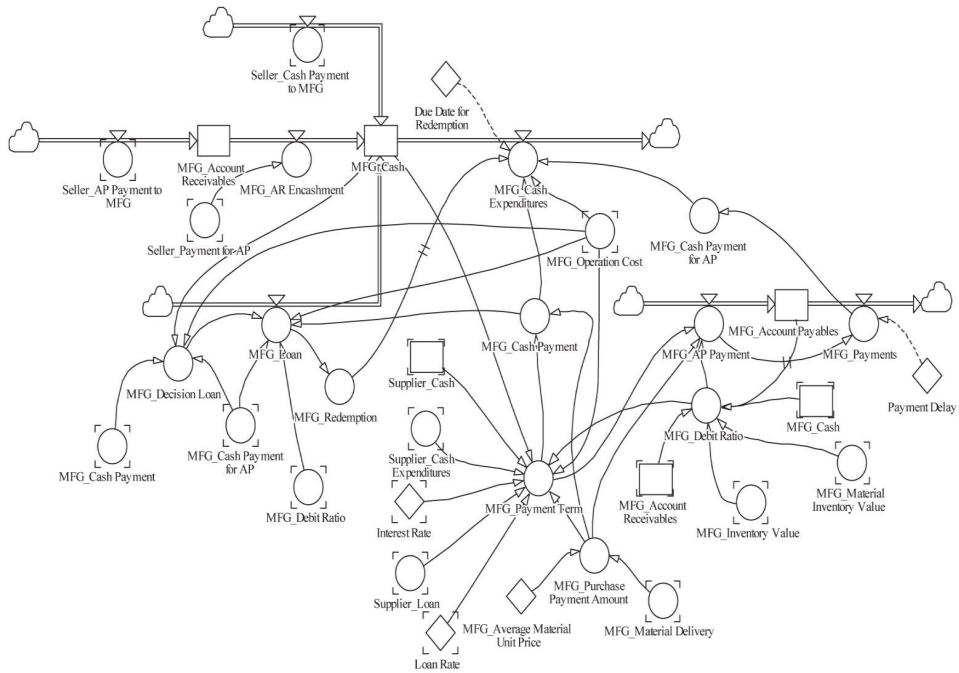 Seller_Cash Payment
to MFG
Due Date for
Redemption
MFG_Account
Receivables
MFG_Cash
Seller_AP Payment to
MFG
MFG_AR Encashment
MFG_Cash
Expenditures
Seller_Payment for AP
MFG_Operation Cost
MFG_Cash Payment
for AP
MFG_Loan
MFG_Cash Payment
MFG_AP Payment
MFG_Account Payables
MFG_Payments
MFG_Decision Loan
MFG_Redemption
Supplier_Cash
Payment Delay
MFG_Cash
MFG_Debit Ratio
MFG_Cash Payment
MFG_Cash Payment
for AP
Supplier_Cash
Expenditures
MFG_Debit Ratio
MFG_Payment Term
MFG_Account
Receivables
MFG_Material
Inventory Value
MFG_Inventory Value
Interest Rate
Supplier_Loan
MFG_Purchase
Payment Amount
MFG_Average Material
Unit Price
MFG_Material Delivery
Loan Rate